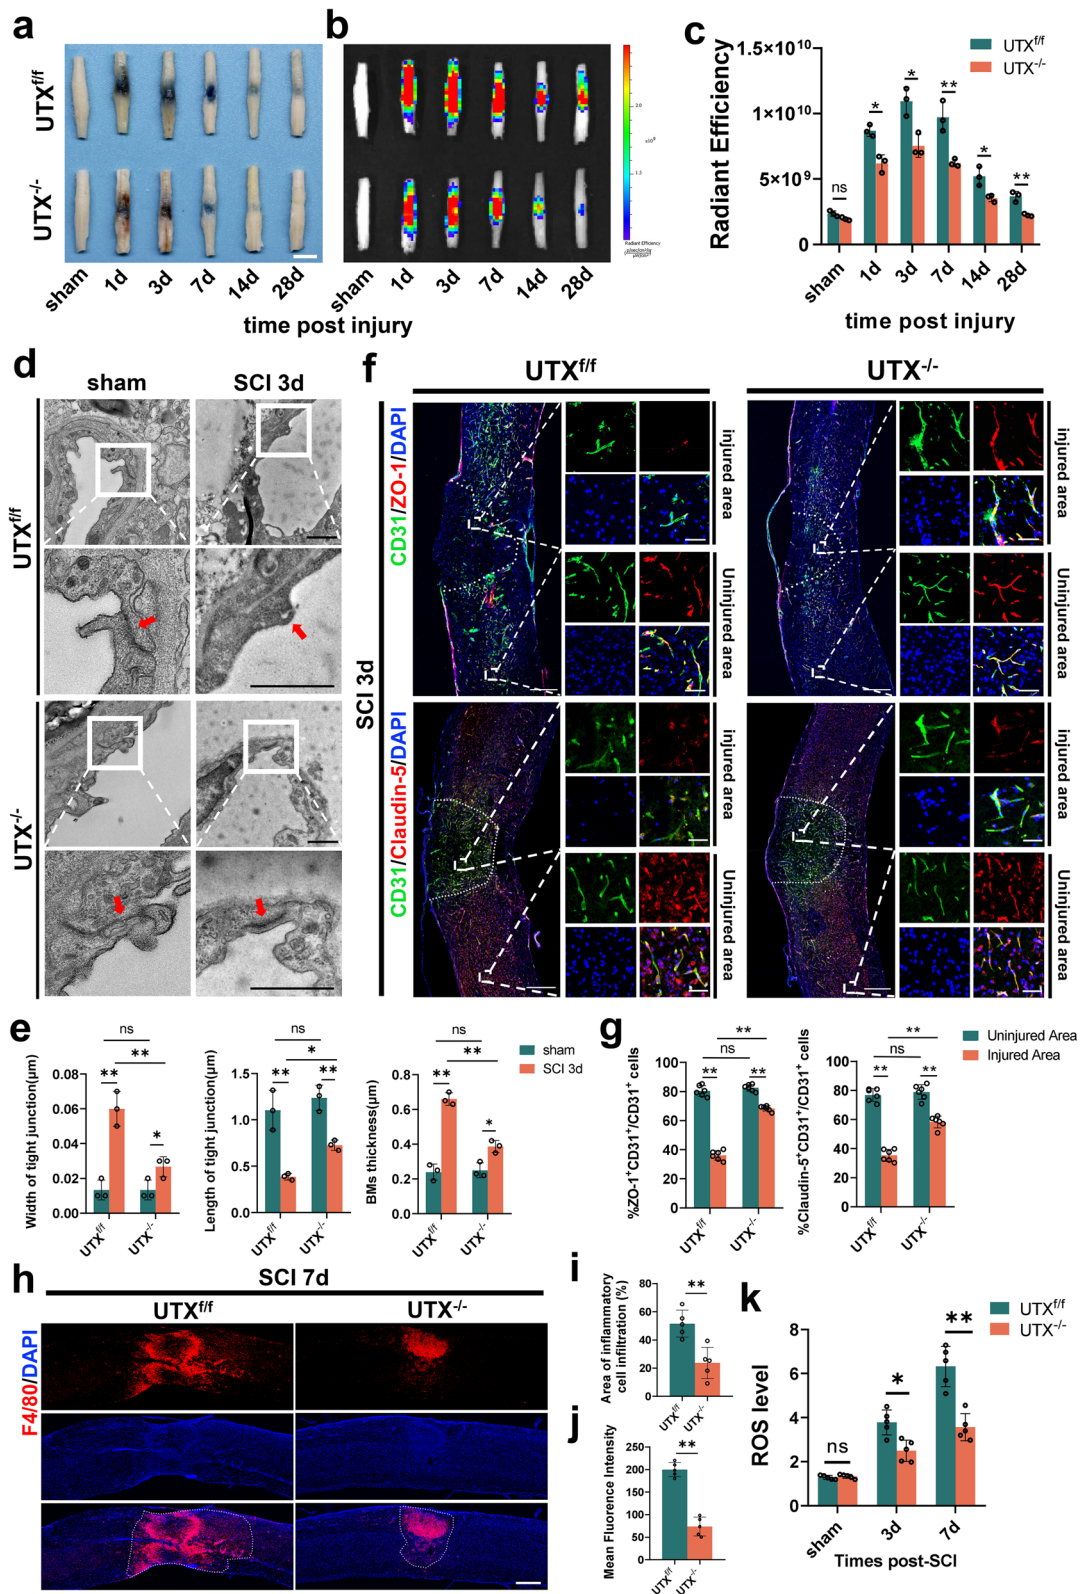 a
UTXf/f
UTX-/-
sham 1d 3d 7d 14d 28d
time post injury
b
2.0
1.5
x10⁹
Radiant Efficiency
sham 1d 3d 7d 14d 28d
c
UTXf/f
UTX-/-
Radiant Efficiency
1.5×10¹⁰
1×10¹⁰
5×10⁹
0
ns * * ** * **
sham 1d 3d 7d 14d 28d
time post injury
d
sham SCI 3d
UTXf/f
UTX-/-
e
Width of tight junction(μm)
0.06
0.04
0.02
0.00
ns
**
** *
UTXf/f UTX-/-
Length of tight junction(μm)
1.5
1.0
0.5
0.0
ns
*
** **
UTXf/f UTX-/-
BMs thickness(μm)
0.8
0.6
0.4
0.2
0.0
ns
**
** *
UTXf/f UTX-/-
sham
SCI 3d
f
UTXf/f UTX-/-
SCI 3d
CD31/ZO-1/DAPI
injured area
Uninjured area
injured area
Uninjured area
CD31/Claudin-5/DAPI
injured area
Uninjured area
injured area
Uninjured area
g
%ZO-1⁺CD31⁺/CD31⁺ cells
100
80
60
40
20
0
**
ns
** **
UTXf/f UTX-/-
%Claudin-5⁺CD31⁺/CD31⁺ cells
100
80
60
40
20
0
**
ns
** **
UTXf/f UTX-/-
Uninjured Area
Injured Area
h
SCI 7d
UTXf/f UTX-/-
F4/80/DAPI
i
Area of inflammatory
cell infiltration (%)
100
80
60
40
20
0
**
UTXf/f UTX-/-
j
Mean Fluorense Intensity
250
200
150
100
50
0
**
UTXf/f UTX-/-
k
UTXf/f
UTX-/-
ROS level
8
6
4
2
0
ns * **
sham 3d 7d
Times post-SCI